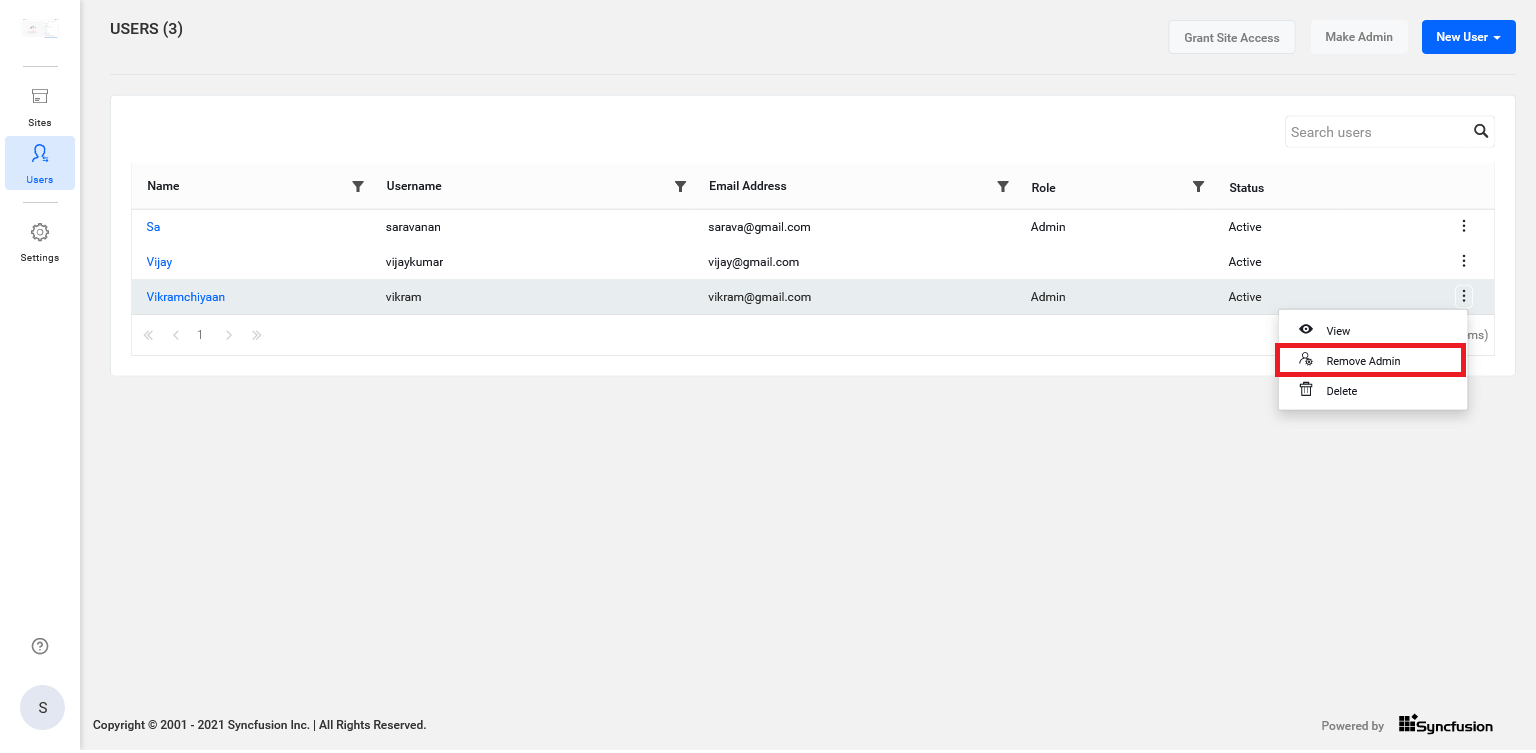 USERS (3)
Grant Site Access
Make Admin
New User
Sites
Users
Settings
Search users
Name Username Email Address Role Status
Sa saravanan sarava@gmail.com Admin Active
Vijay vijaykumar vijay@gmail.com Active
Vikramchiyaan vikram vikram@gmail.com Admin Active
1
ms)
View
Remove Admin
Delete
S
Copyright © 2001 - 2021 Syncfusion Inc. | All Rights Reserved.
Powered by Syncfusion